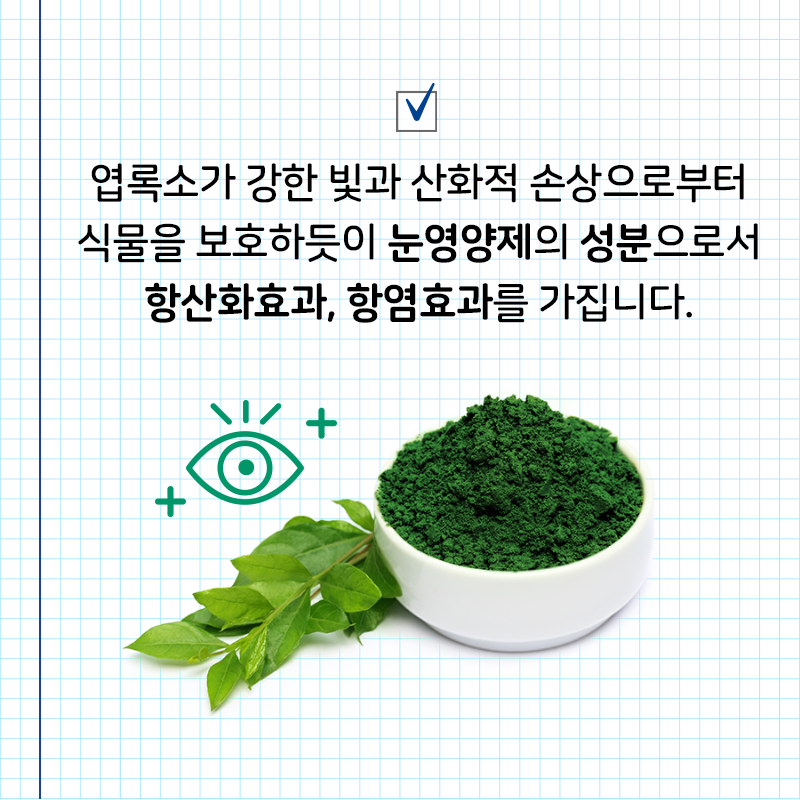 엽록소가 강한 빛과 산화적 손상으로부터
식물을 보호하듯이 눈영양제의 성분으로서
항산화효과, 항염효과를 가집니다.